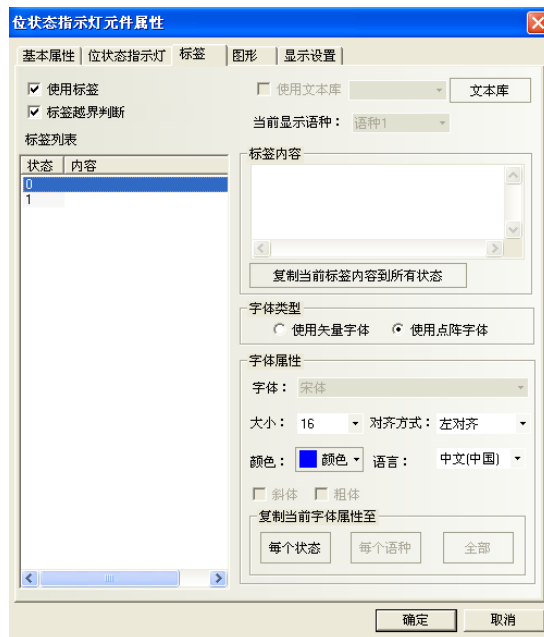 位状态指示灯元件属性
基本属性 位状态指示灯 标签 图形 显示设置
使用标签
标签越界判断
标签列表
状态 内容
0
1
使用文本库 文本库
当前显示语种： 语种1
标签内容
复制当前标签内容到所有状态
字体类型
使用矢量字体 使用点阵字体
字体属性
字体： 宋体
大小： 16 对齐方式： 左对齐
颜色： 颜色 语言： 中文(中国)
斜体 粗体
复制当前字体属性至
每个状态 每个语种 全部
确定 取消